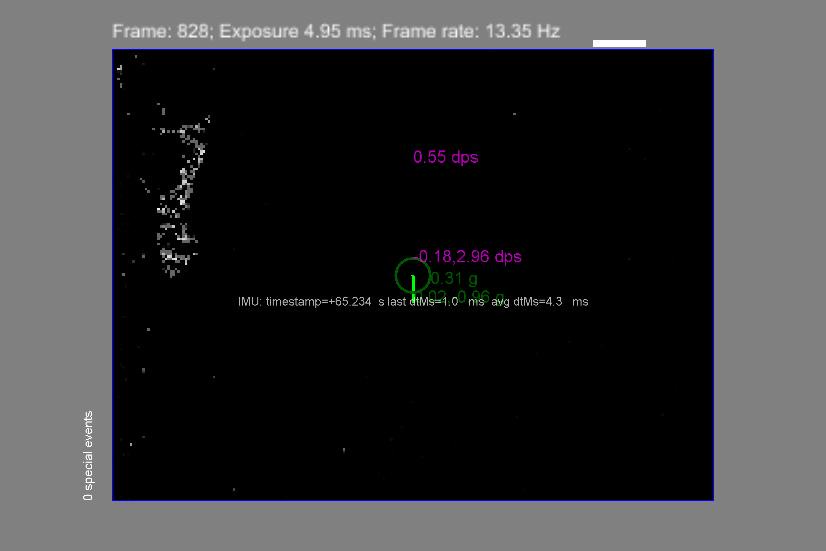 Frame: 828; Exposure 4.95 ms; Frame rate: 13.35 Hz
0.55 dps
-0.18,2.96 dps
0.31 g
0.96 g
IMU: timestamp=+65.234 s last dtMs=1.0 ms avg dtMs=4.3 ms
0 special events